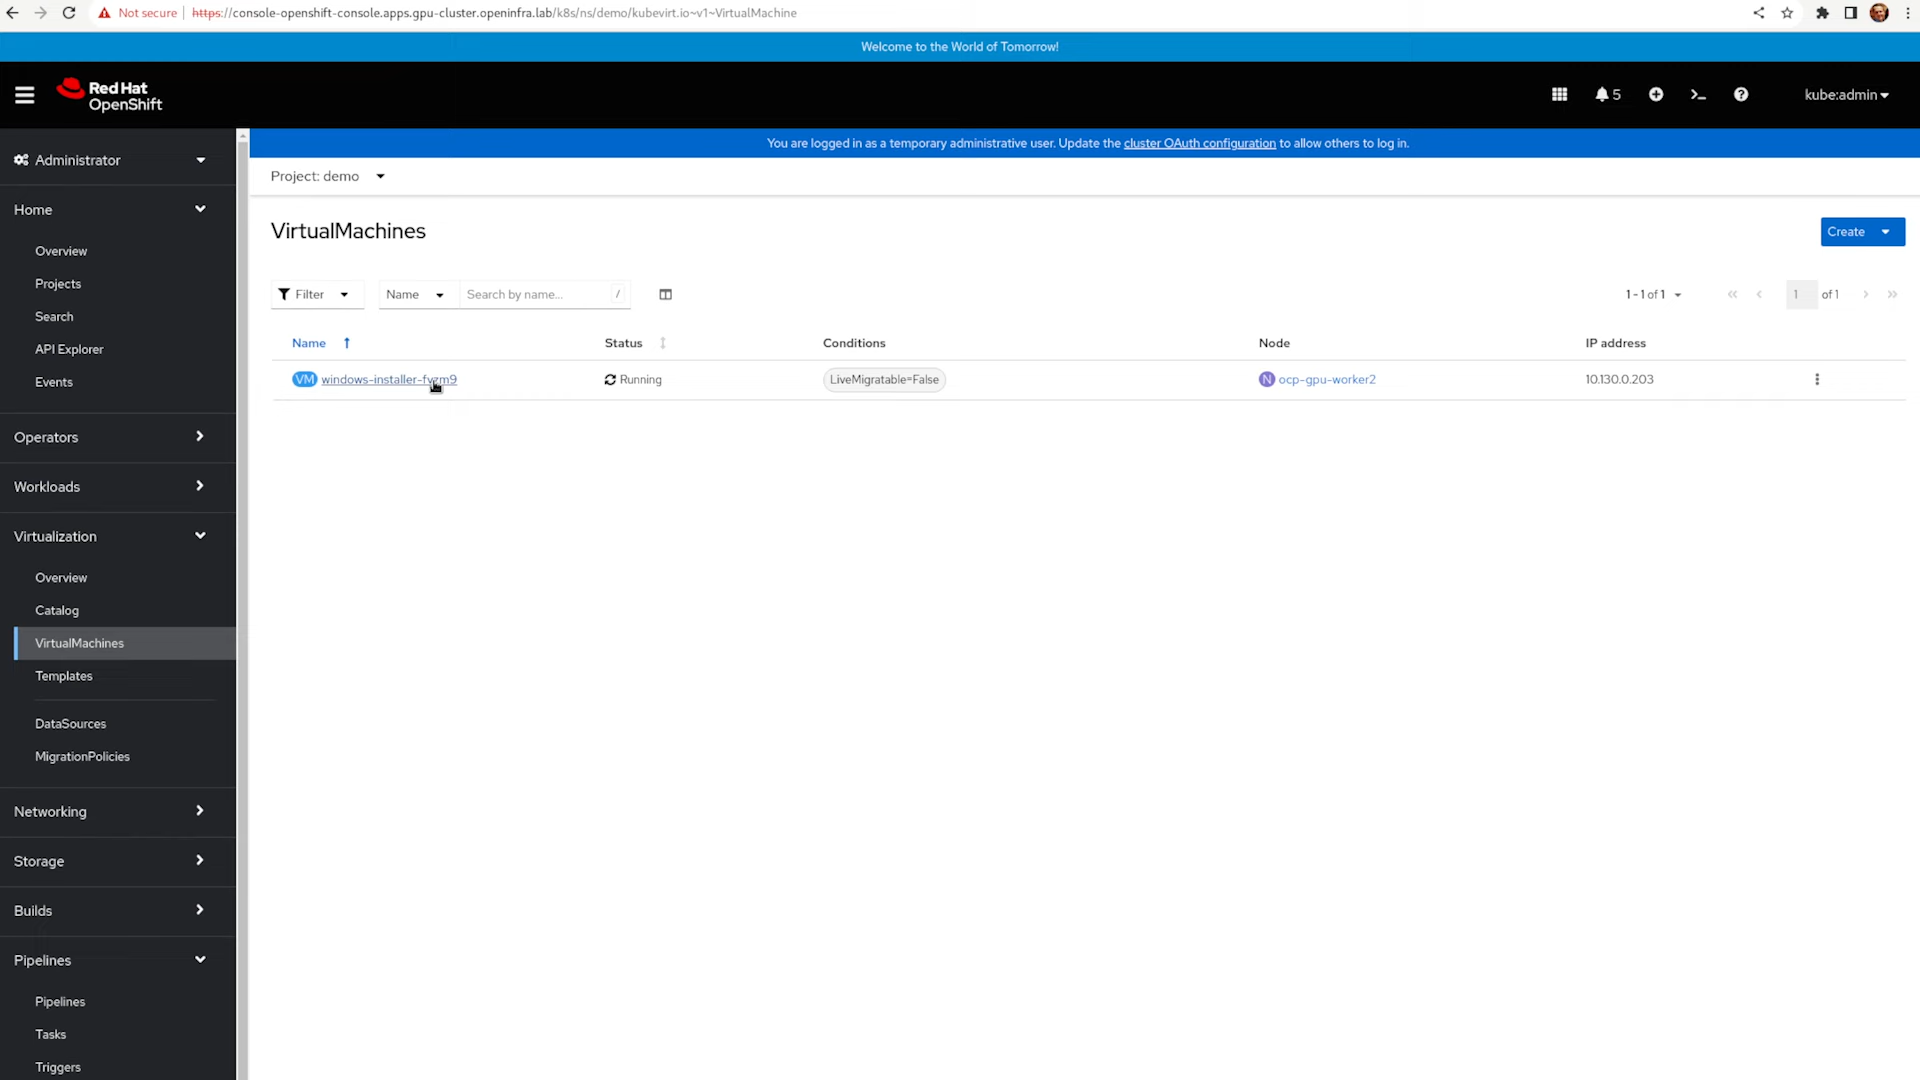 Not secure https://console-openshift-console.apps.gpu-cluster.openinfra.lab/k8s/ns/demo/kubevirt.io~v1~VirtualMachine
Welcome to the World of Tomorrow!
Red Hat
OpenShift
5
kube:admin
You are logged in as a temporary administrative user. Update the cluster OAuth configuration to allow others to log in.
Administrator
Project: demo
Home
Overview
Projects
Search
API Explorer
Events
Operators
Workloads
Virtualization
Overview
Catalog
VirtualMachines
Templates
DataSources
MigrationPolicies
Networking
Storage
Builds
Pipelines
Pipelines
Tasks
Triggers
VirtualMachines
Create
Filter Name Search by name... / 1 - 1 of 1 1 of 1
Name Status Conditions Node IP address
VM windows-installer-fvgm9 Running LiveMigratable=False N ocp-gpu-worker2 10.130.0.203